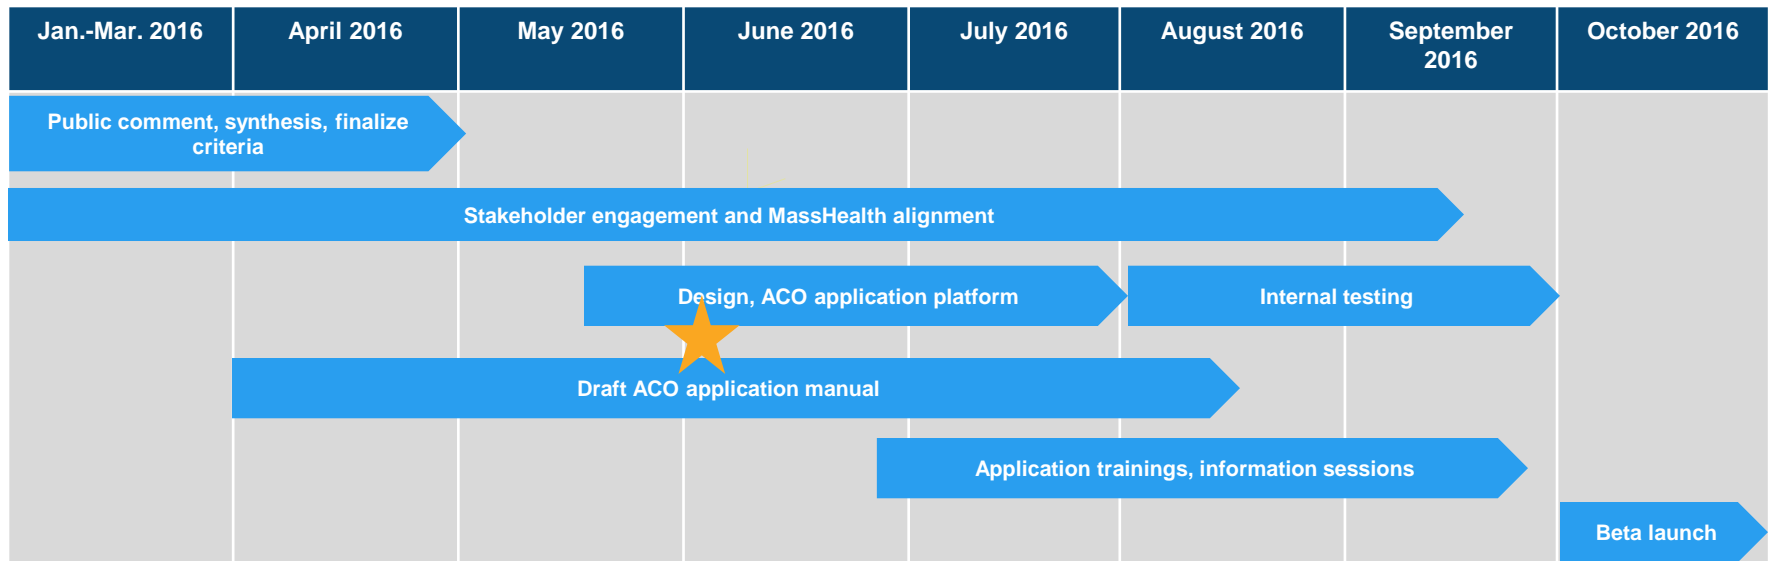 Jan.-Mar. 2016
April 2016
May 2016
June 2016
July 2016
August 2016
September
2016
October 2016
Public comment, synthesis, finalize
criteria
Stakeholder engagement and MassHealth alignment
Design, ACO application platform
Internal testing
Draft ACO application manual
Application trainings, information sessions
Beta launch